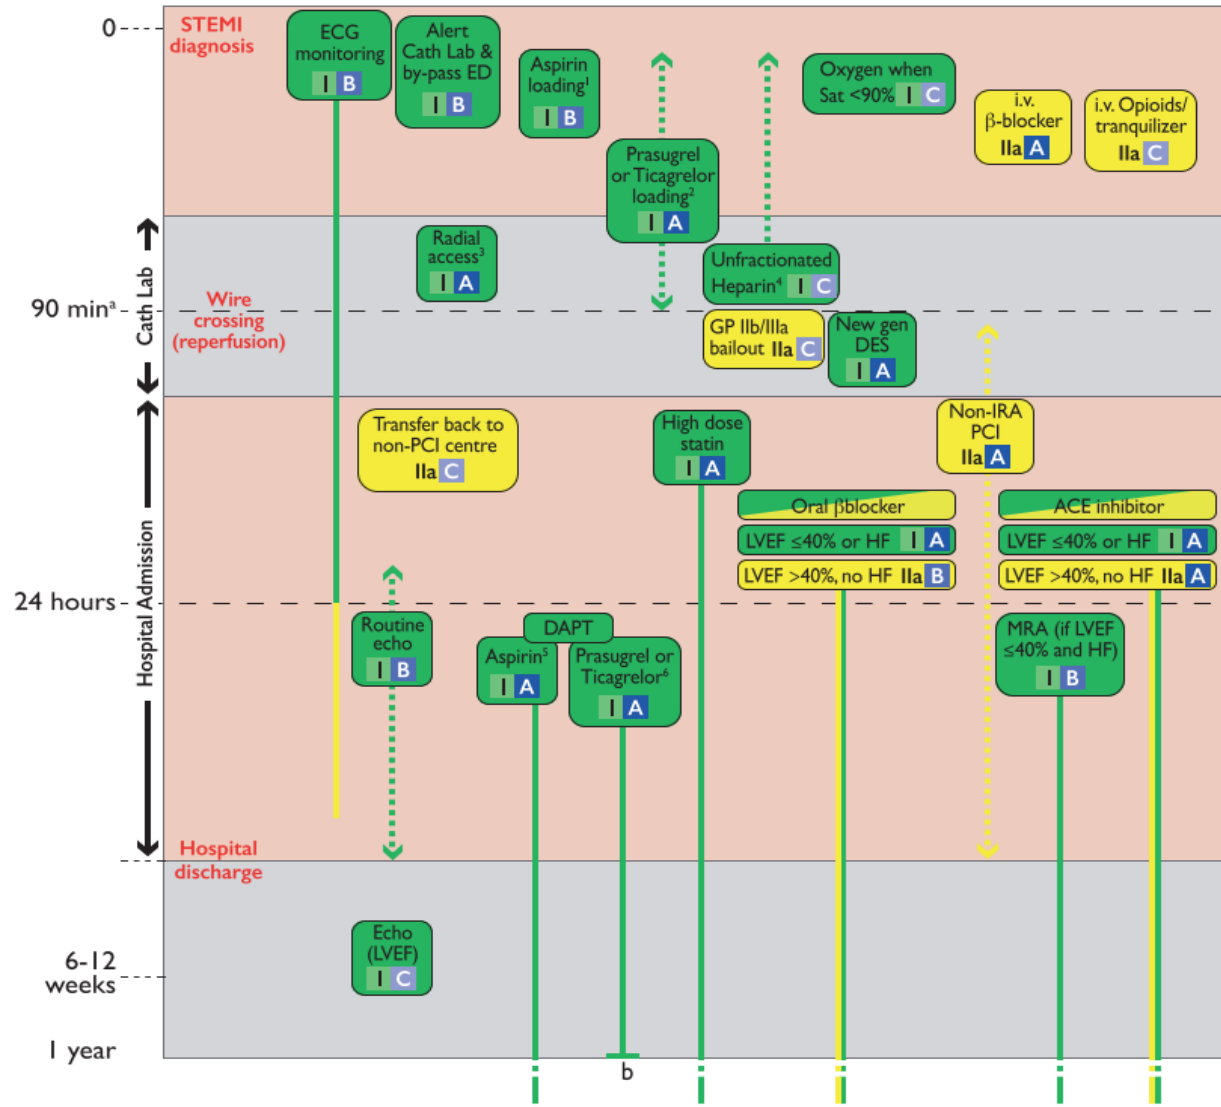 0
STEMI
diagnosis
ECG
monitoring
I B
Alert
Cath Lab &
by-pass ED
I B
Aspirin
loading¹
I B
Prasugrel
or Ticagrelor
loading²
I A
Oxygen when
Sat <90% I C
i.v.
β-blocker
IIa A
i.v. Opioids/
tranquilizer
IIa C
Cath Lab
90 minᵃ
Wire
crossing
(reperfusion)
Radial
access³
I A
Unfractionated
Heparin⁴ I C
GP IIb/IIIa
bailout IIa C
New gen
DES
I A
Hospital Admission
24 hours
Transfer back to
non-PCI centre
IIa C
High dose
statin
I A
Non-IRA
PCI
IIa A
Oral βblocker
LVEF ≤40% or HF I A
LVEF >40%, no HF IIa B
ACE inhibitor
LVEF ≤40% or HF I A
LVEF >40%, no HF IIa A
Routine
echo
I B
DAPT
Aspirin⁵
I A
Prasugrel or
Ticagrelor⁶
I A
MRA (if LVEF
≤40% and HF)
I B
Hospital
discharge
6-12
weeks
Echo
(LVEF)
I C
1 year
b